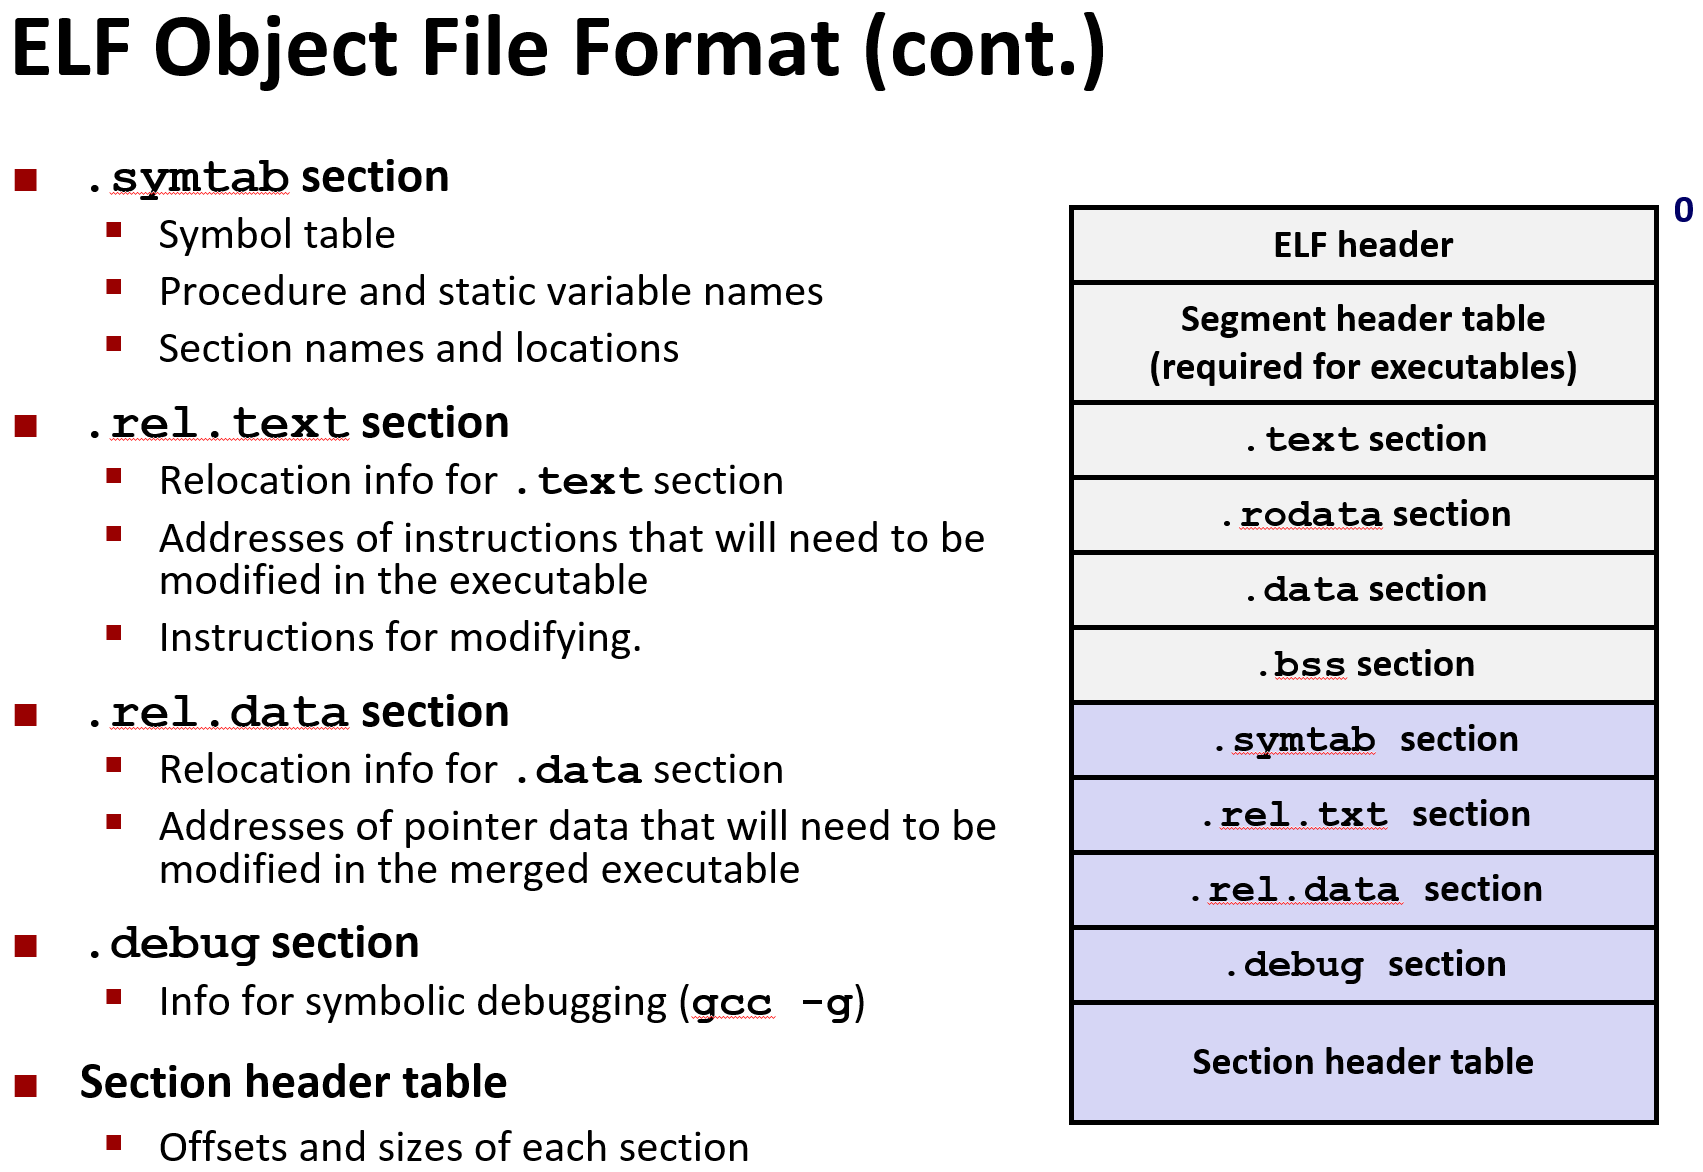 ELF Object File Format (cont.)
.symtab section
Symbol table
Procedure and static variable names
Section names and locations
.rel.text section
Relocation info for .text section
Addresses of instructions that will need to be
modified in the executable
Instructions for modifying.
.rel.data section
Relocation info for .data section
Addresses of pointer data that will need to be
modified in the merged executable
.debug section
Info for symbolic debugging (gcc -g)
Section header table
Offsets and sizes of each section
0
ELF header
Segment header table
(required for executables)
.text section
.rodata section
.data section
.bss section
.symtab section
.rel.txt section
.rel.data section
.debug section
Section header table